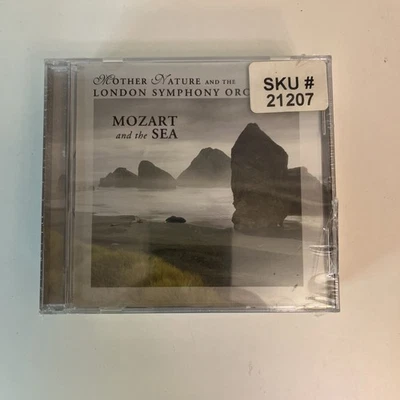 Mother Nature and the
London Symphony Orc
Mozart
and the Sea
SKU #
21207